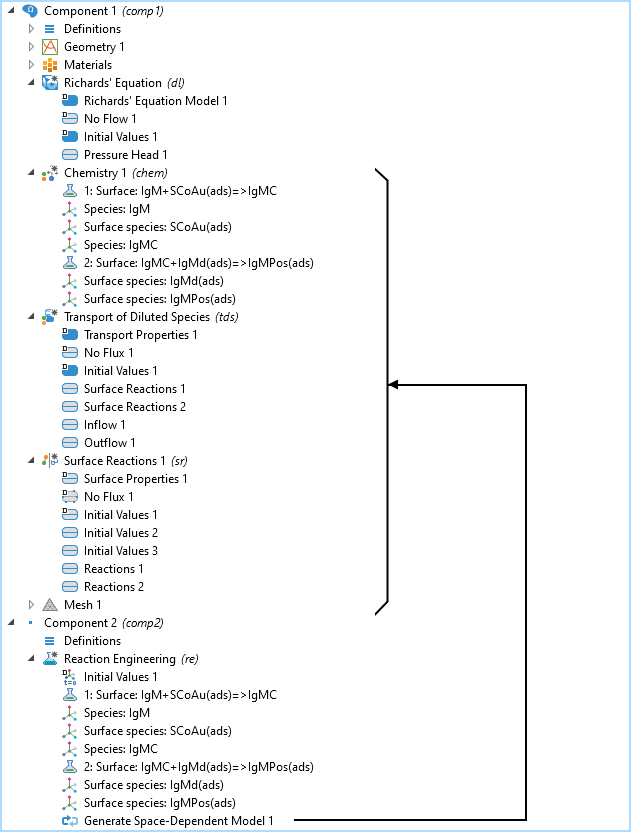 Component 1 (comp1)
Definitions
Geometry 1
Materials
Richards' Equation (dl)
Richards' Equation Model 1
No Flow 1
Initial Values 1
Pressure Head 1
Chemistry 1 (chem)
1: Surface: IgM+SCoAu(ads)=>IgMC
Species: IgM
Surface species: SCoAu(ads)
Species: IgMC
2: Surface: IgMC+IgMd(ads)=>IgMPos(ads)
Surface species: IgMd(ads)
Surface species: IgMPos(ads)
Transport of Diluted Species (tds)
Transport Properties 1
No Flux 1
Initial Values 1
Surface Reactions 1
Surface Reactions 2
Inflow 1
Outflow 1
Surface Reactions 1 (sr)
Surface Properties 1
No Flux 1
Initial Values 1
Initial Values 2
Initial Values 3
Reactions 1
Reactions 2
Mesh 1
Component 2 (comp2)
Definitions
Reaction Engineering (re)
Initial Values 1
1: Surface: IgM+SCoAu(ads)=>IgMC
Species: IgM
Surface species: SCoAu(ads)
Species: IgMC
2: Surface: IgMC+IgMd(ads)=>IgMPos(ads)
Surface species: IgMd(ads)
Surface species: IgMPos(ads)
Generate Space-Dependent Model 1